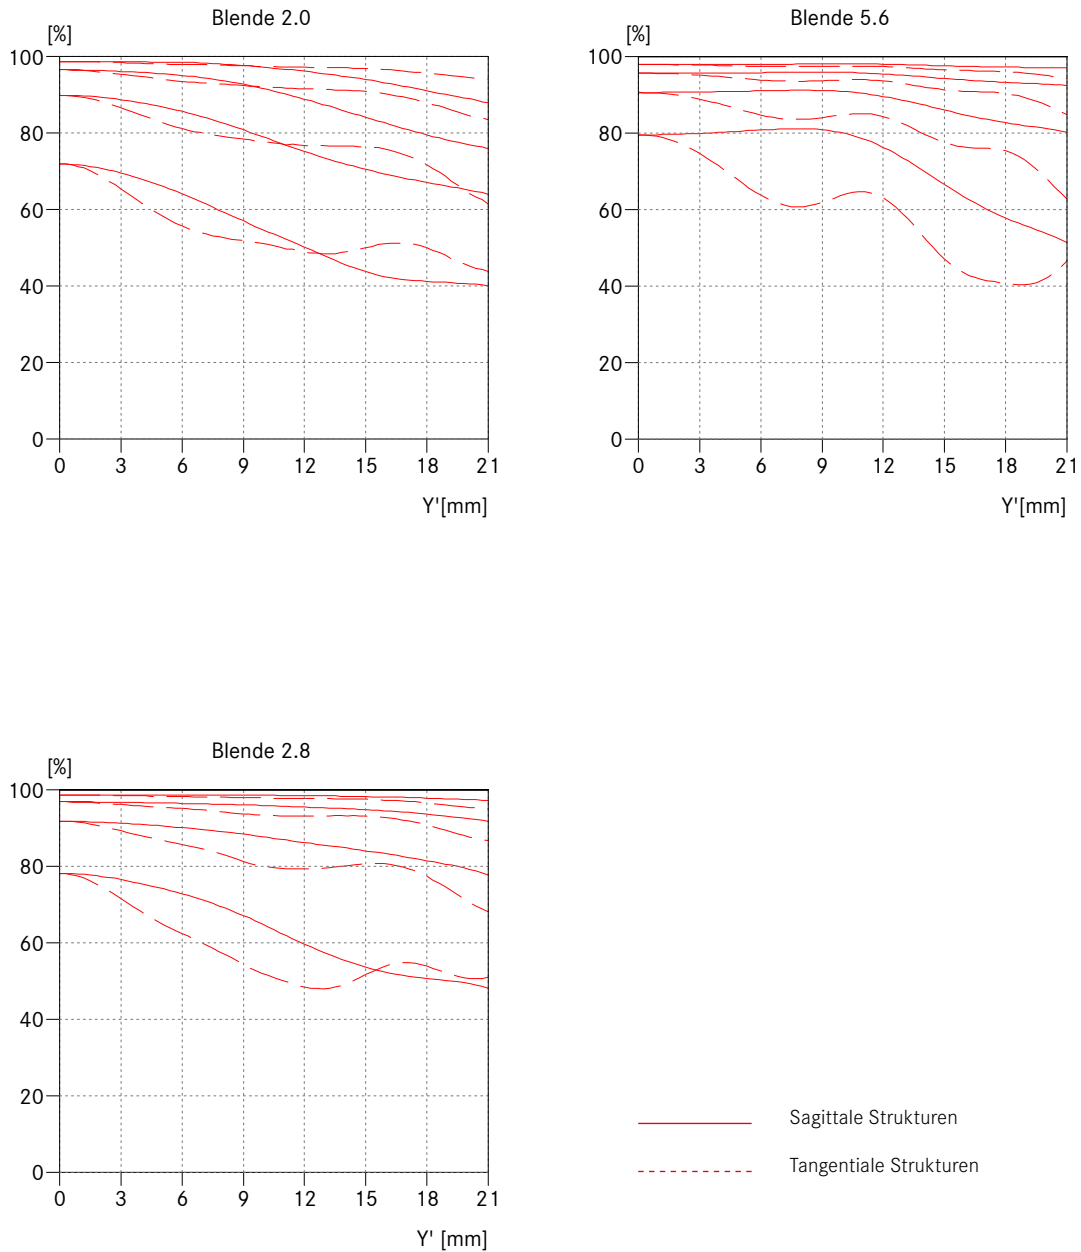 Blende 2.0
[%]
100
80
60
40
20
0
0 3 6 9 12 15 18 21
Y'[mm]
Blende 5.6
[%]
100
80
60
40
20
0
0 3 6 9 12 15 18 21
Y'[mm]
Blende 2.8
[%]
100
80
60
40
20
0
0 3 6 9 12 15 18 21
Y' [mm]
Sagittale Strukturen
Tangentiale Strukturen